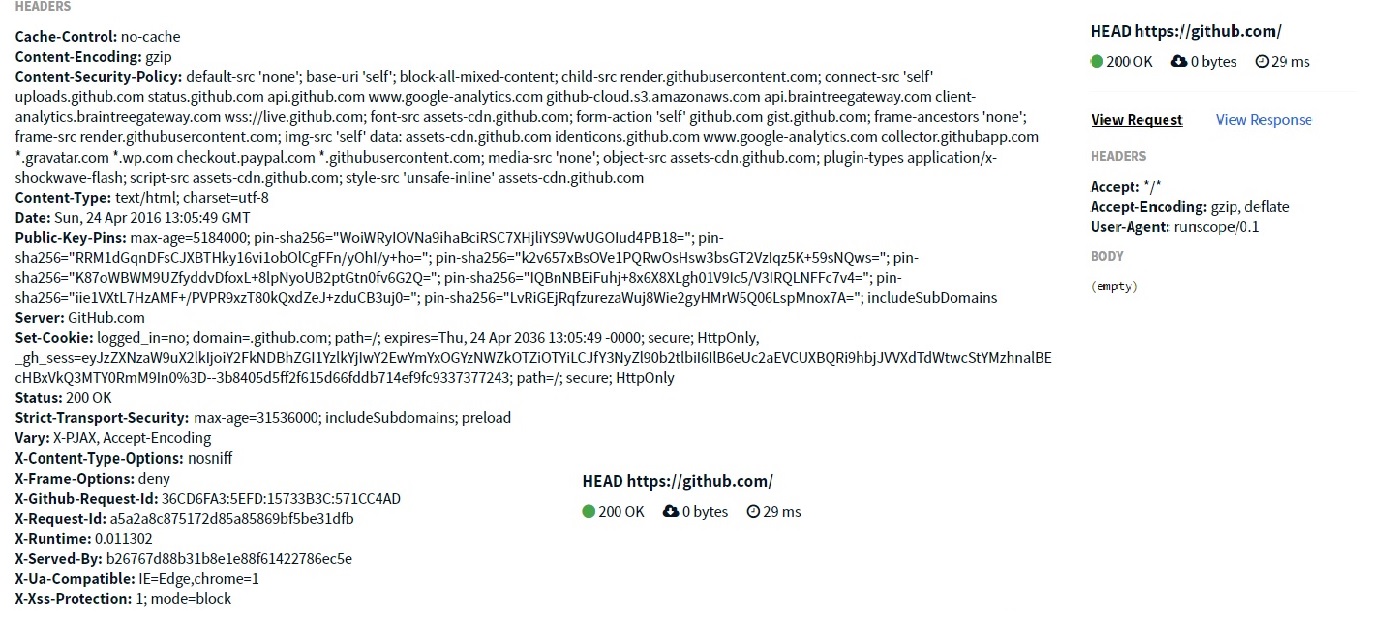 HEADERS
Cache-Control: no-cache
Content-Encoding: gzip
Content-Security-Policy: default-src 'none'; base-uri 'self'; block-all-mixed-content; child-src render.githubusercontent.com; connect-src 'self'
uploads.github.com status.github.com api.github.com www.google-analytics.com github-cloud.s3.amazonaws.com api.braintreegateway.com client-
analytics.braintreegateway.com wss://live.github.com; font-src assets-cdn.github.com; form-action 'self' github.com gist.github.com; frame-ancestors 'none';
frame-src render.githubusercontent.com; img-src 'self' data: assets-cdn.github.com identicons.github.com www.google-analytics.com collector.githubapp.com
*.gravatar.com *.wp.com checkout.paypal.com *.githubusercontent.com; media-src 'none'; object-src assets-cdn.github.com; plugin-types application/x-
shockwave-flash; script-src assets-cdn.github.com; style-src 'unsafe-inline' assets-cdn.github.com
Content-Type: text/html; charset=utf-8
Date: Sun, 24 Apr 2016 13:05:49 GMT
Public-Key-Pins: max-age=5184000; pin-sha256="WoiWRyIOVNa9ihaBciRSC7XHjliYS9VwUGOIud4PB18="; pin-
sha256="RRM1dGqnDFsCJXBTHky16vi1obOlCgFFn/yOhI/y+ho="; pin-sha256="k2v657xBsOVe1PQRwOsHsw3bsGT2VzIqz5K+59sNQws="; pin-
sha256="K87oWBWM9UZfyddvDfoxL+8lpNyoUB2ptGtn0fv6G2Q="; pin-sha256="IQBnNBEiFuhj+8x6X8XLgh01V9Ic5/V3IRQLNFFc7v4="; pin-
sha256="iie1VXtL7HzAMF+/PVPR9xzT80kQxdZeJ+zduCB3uj0="; pin-sha256="LvRiGEjRqfzurezaWuj8Wie2gyHMrW5Q06LspMnox7A="; includeSubDomains
Server: GitHub.com
Set-Cookie: logged_in=no; domain=.github.com; path=/; expires=Thu, 24 Apr 2036 13:05:49 -0000; secure; HttpOnly,
cHBxVkQ3MTY0RmM9In0%3D--3b8405d5ff2f615d66fddb714ef9fc9337377243; path=/; secure; HttpOnly
Status: 200 OK
Strict-Transport-Security: max-age=31536000; includeSubdomains; preload
Vary: X-PJAX, Accept-Encoding
X-Content-Type-Options: nosniff
X-Frame-Options: deny
X-Github-Request-Id: 36CD6FA3:5EFD:15733B3C:571CC4AD
X-Request-Id: a5a2a8c875172d85a85869bf5be31dfb
X-Runtime: 0.011302
X-Served-By: b26767d88b31b8e1e88f61422786ec5e
X-Ua-Compatible: IE=Edge,chrome=1
X-Xss-Protection: 1; mode=block
HEAD https://github.com/
200 OK 0 bytes 29 ms
HEAD https://github.com/
200 OK 0 bytes 29 ms
View Request View Response
HEADERS
Accept: */*
Accept-Encoding: gzip, deflate
User-Agent: runscope/0.1
BODY
(empty)